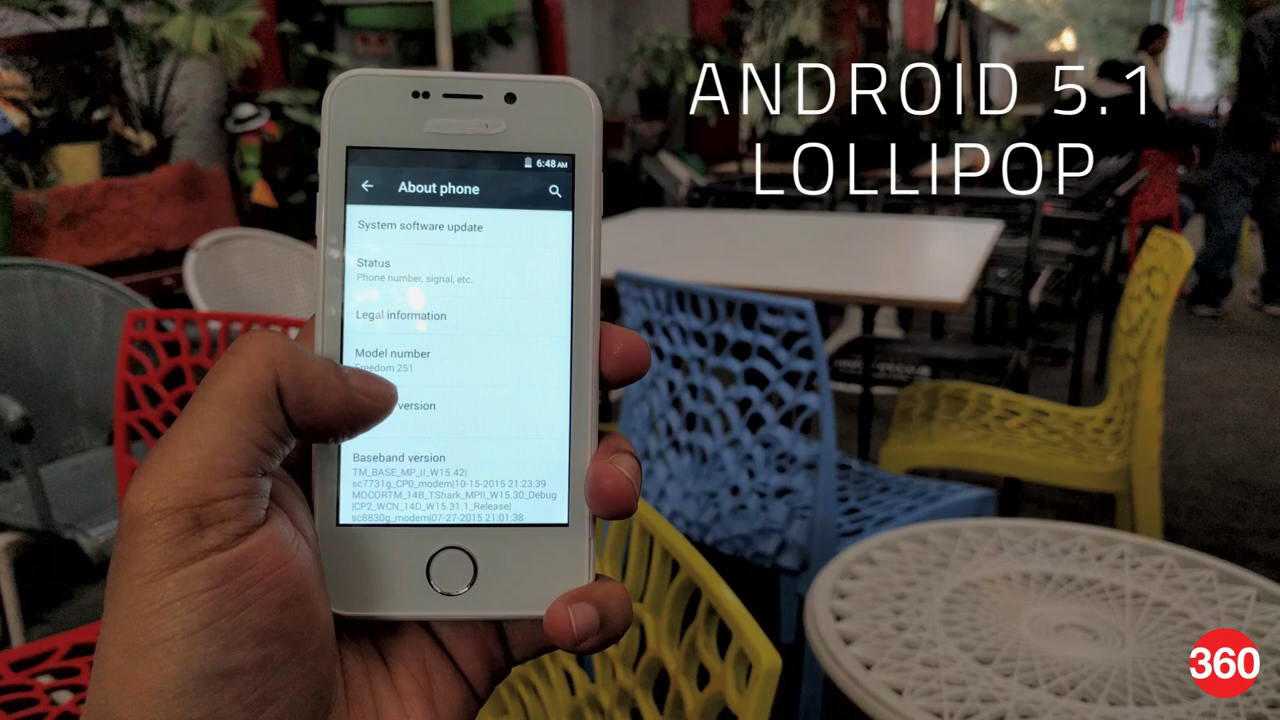 ANDROID 5.1
LOLLIPOP
6:48 AM
About phone
System software update
Status
Phone number, signal, etc.
Legal information
Model number
Freedom 251
version
Baseband version
TM_BASE_MP_II_W15.42|
sc7731g_CP0_modem|10-15-2015 21:23:39
MOCORTM_14B_TShark_MPII_W15.30_Debug
|CP2_WCN_14D_W15.31.1_Release|
sc8830g_modem|07-27-2015 21:01:38
360